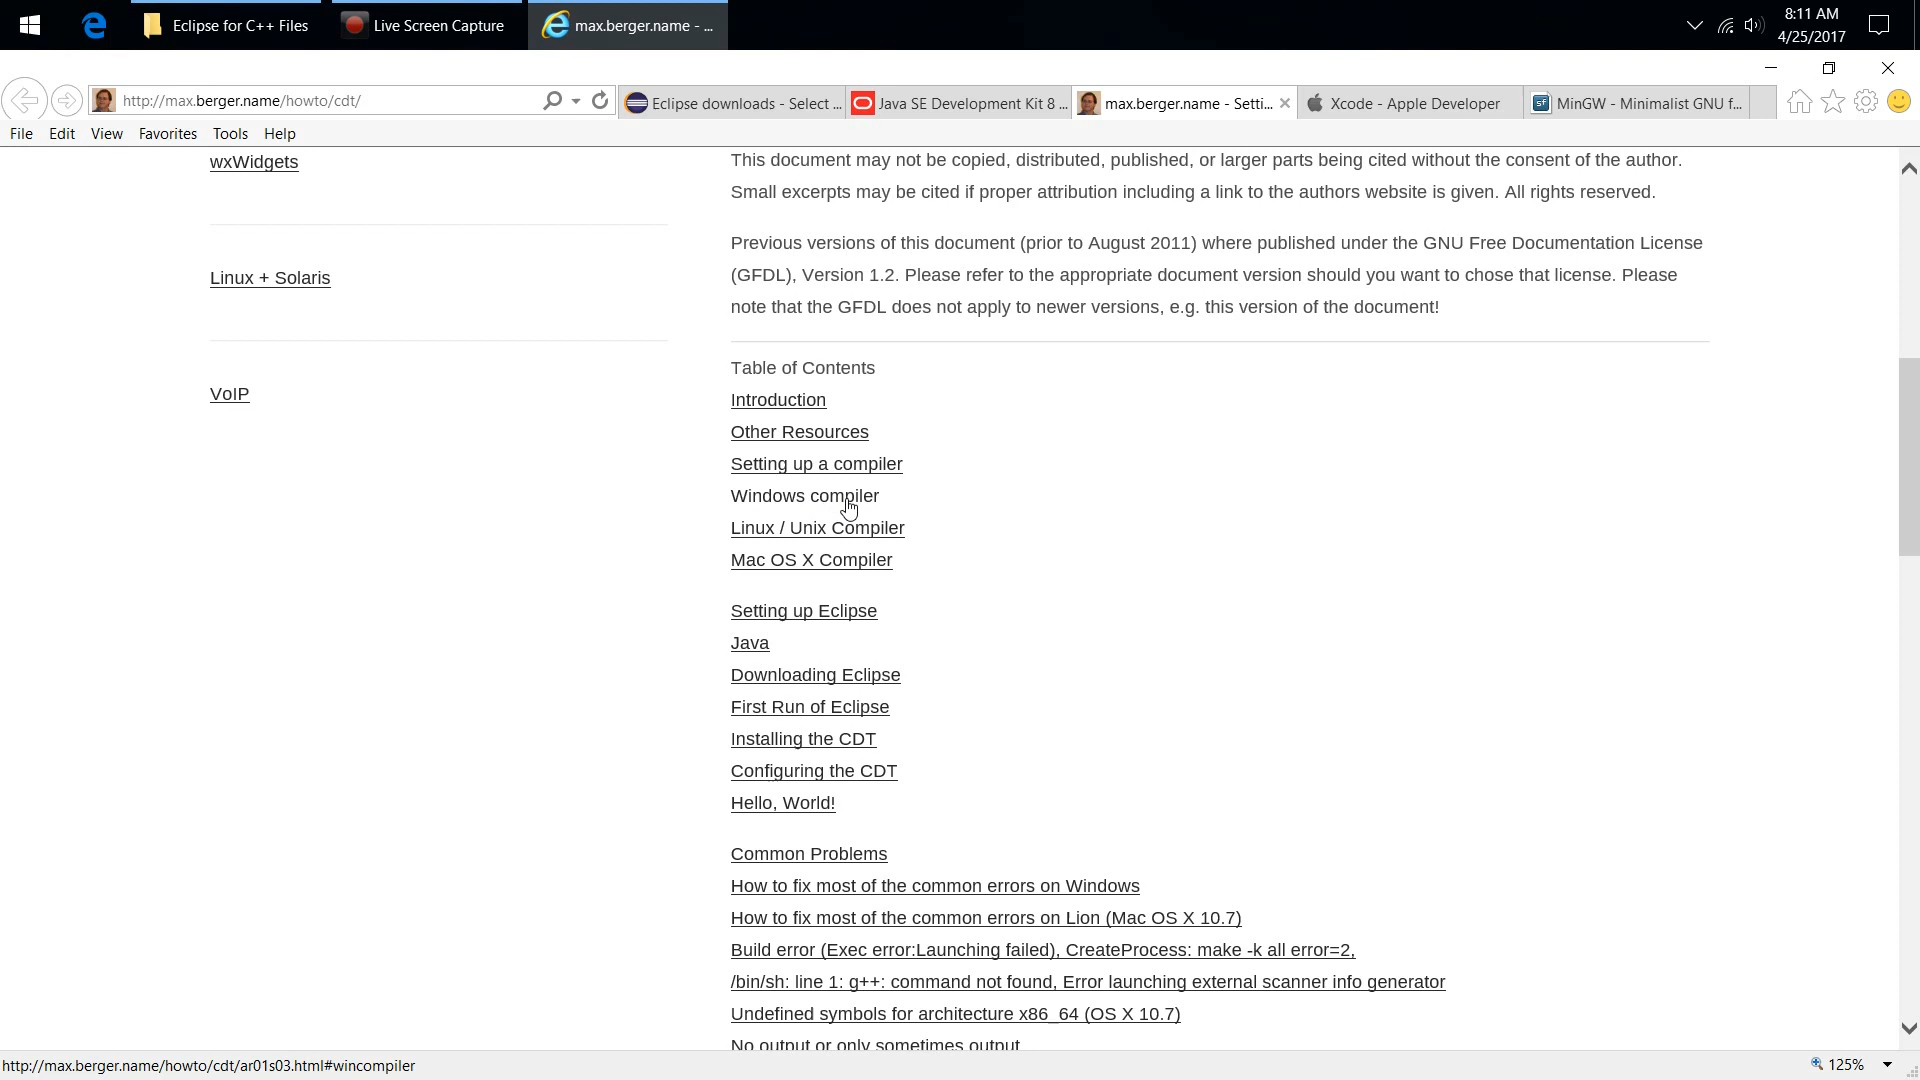 Eclipse for C++ Files
Live Screen Capture
max.berger.name - ...
8:11 AM
4/25/2017
http://max.berger.name/howto/cdt/
Eclipse downloads - Select ...
Java SE Development Kit 8 ...
max.berger.name - Setti...
Xcode - Apple Developer
sf
MinGW - Minimalist GNU f...
File Edit View Favorites Tools Help
wxWidgets
Linux + Solaris
VoIP
This document may not be copied, distributed, published, or larger parts being cited without the consent of the author.
Small excerpts may be cited if proper attribution including a link to the authors website is given. All rights reserved.
Previous versions of this document (prior to August 2011) where published under the GNU Free Documentation License
(GFDL), Version 1.2. Please refer to the appropriate document version should you want to chose that license. Please
note that the GFDL does not apply to newer versions, e.g. this version of the document!
Table of Contents
Introduction
Other Resources
Setting up a compiler
Windows compiler
Linux / Unix Compiler
Mac OS X Compiler
Setting up Eclipse
Java
Downloading Eclipse
First Run of Eclipse
Installing the CDT
Configuring the CDT
Hello, World!
Common Problems
How to fix most of the common errors on Windows
How to fix most of the common errors on Lion (Mac OS X 10.7)
Build error (Exec error:Launching failed), CreateProcess: make -k all error=2,
/bin/sh: line 1: g++: command not found, Error launching external scanner info generator
Undefined symbols for architecture x86_64 (OS X 10.7)
No output or only sometimes output
http://max.berger.name/howto/cdt/ar01s03.html#wincompiler
125%